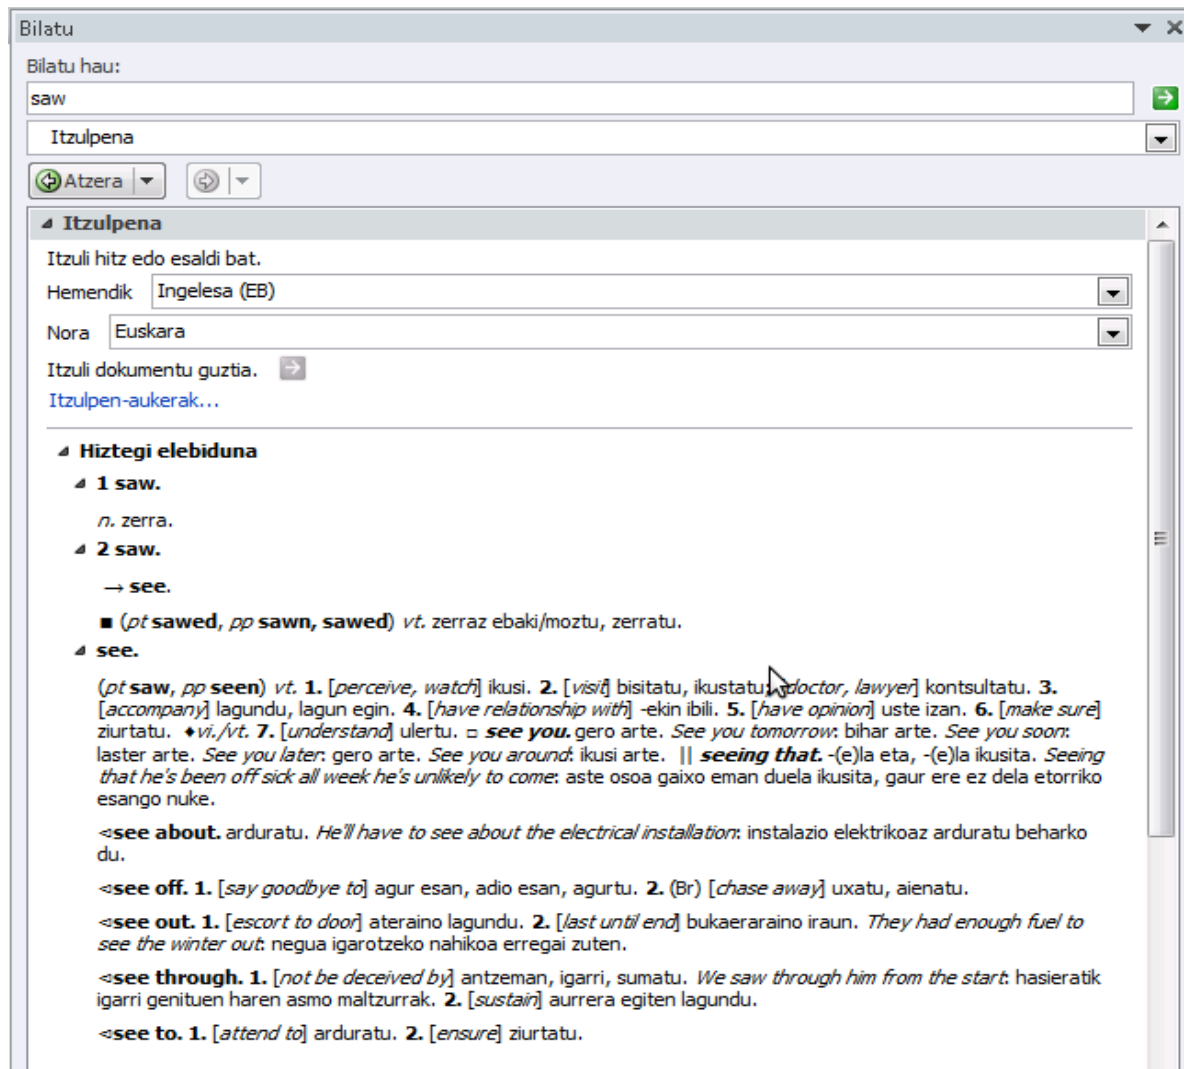 Bilatu
Bilatu hau:
saw
Itzulpena
Atzera
Itzulpena
Itzuli hitz edo esaldi bat.
Hemendik Ingelesa (EB)
Nora Euskara
Itzuli dokumentu guztia.
Itzulpen-aukerak...
Hiztegi elebiduna
1 saw.
n. zerra.
2 saw.
→ see.
■ (pt sawed, pp sawn, sawed) vt. zerraz ebaki/moztu, zerratu.
see.
(pt saw, pp seen) vt. 1. [perceive, watch] ikusi. 2. [visit] bisitatu, ikustatu; doctor, lawyer] kontsultatu. 3.
[accompany] lagundu, lagun egin. 4. [have relationship with] -ekin ibili. 5. [have opinion] uste izan. 6. [make sure]
ziurtatu. ♦vi./vt. 7. [understand] ulertu. □ see you. gero arte. See you tomorrow: bihar arte. See you soon:
laster arte. See you later: gero arte. See you around: ikusi arte. || seeing that. -(e)la eta, -(e)la ikusita. Seeing
that he's been off sick all week he's unlikely to come: aste osoa gaixo eman duela ikusita, gaur ere ez dela etorriko
esango nuke.
⊲see about. arduratu. He'll have to see about the electrical installation: instalazio elektrikoaz arduratu beharko
du.
⊲see off. 1. [say goodbye to] agur esan, adio esan, agurtu. 2. (Br) [chase away] uxatu, aienatu.
⊲see out. 1. [escort to door] ateraino lagundu. 2. [last until end] bukaeraraino iraun. They had enough fuel to
see the winter out: negua igarotzeko nahikoa erregai zuten.
⊲see through. 1. [not be deceived by] antzeman, igarri, sumatu. We saw through him from the start: hasieratik
igarri genituen haren asmo maltzurrak. 2. [sustain] aurrera egiten lagundu.
⊲see to. 1. [attend to] arduratu. 2. [ensure] ziurtatu.